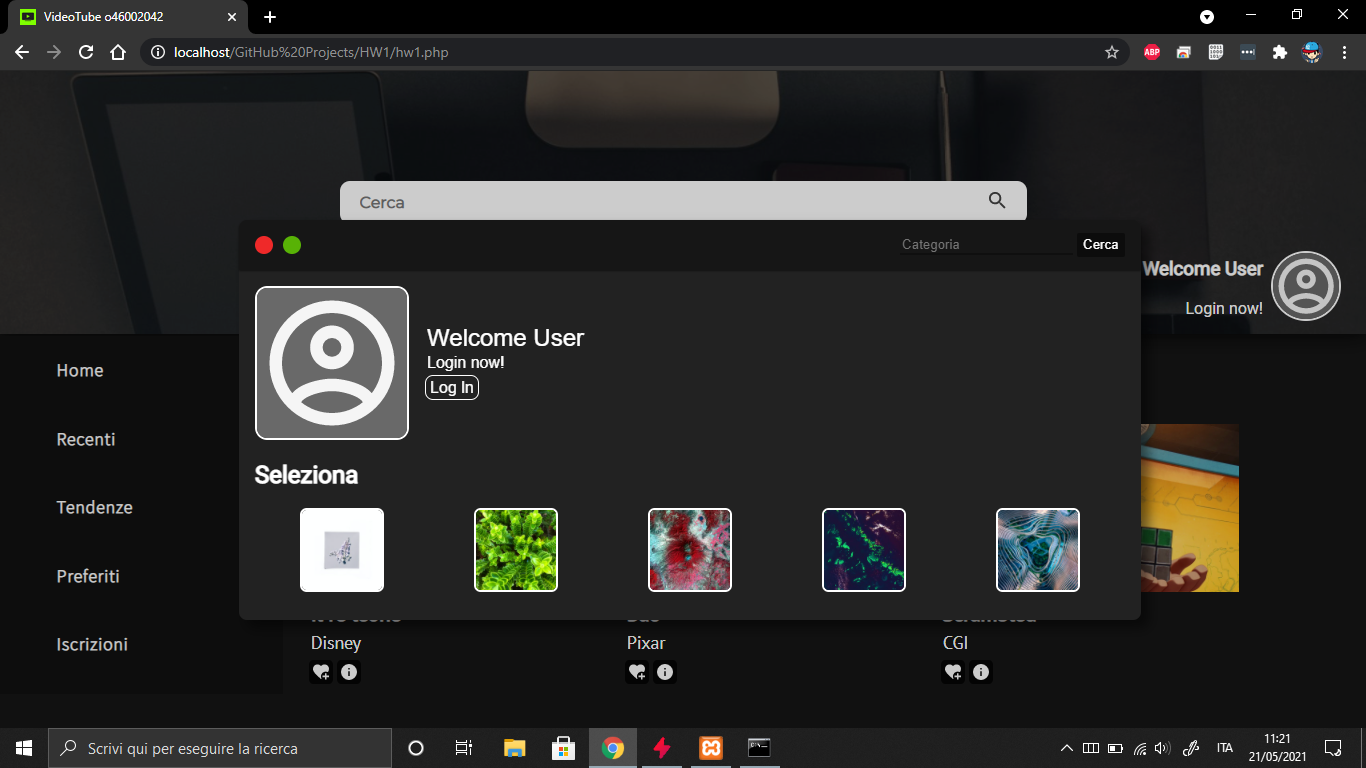 VideoTube o46002042
localhost/GitHub%20Projects/HW1/hw1.php
ABP
Cerca
Categoria
Cerca
Welcome User
Login now!
Welcome User
Login now!
Log In
Home
Recenti
Tendenze
Preferiti
Iscrizioni
Seleziona
Disney
Pixar
CGI
Scrivi qui per eseguire la ricerca
ITA
11:21
21/05/2021